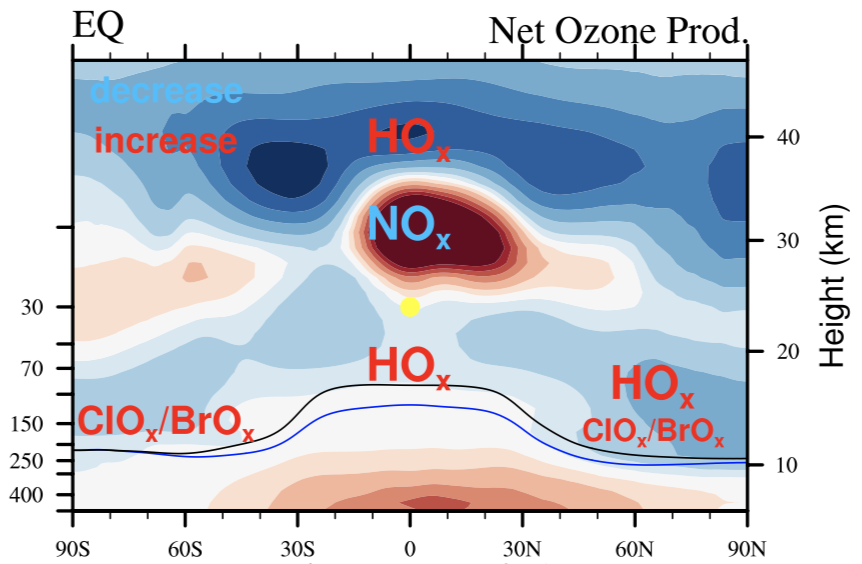 EQ
Net Ozone Prod.
decrease
increase
HOₓ
NOₓ
HOₓ
HOₓ
ClOₓ/BrOₓ
ClOₓ/BrOₓ
30
70
150
250
400
40
30
20
10
Height (km)
90S 60S 30S 0 30N 60N 90N